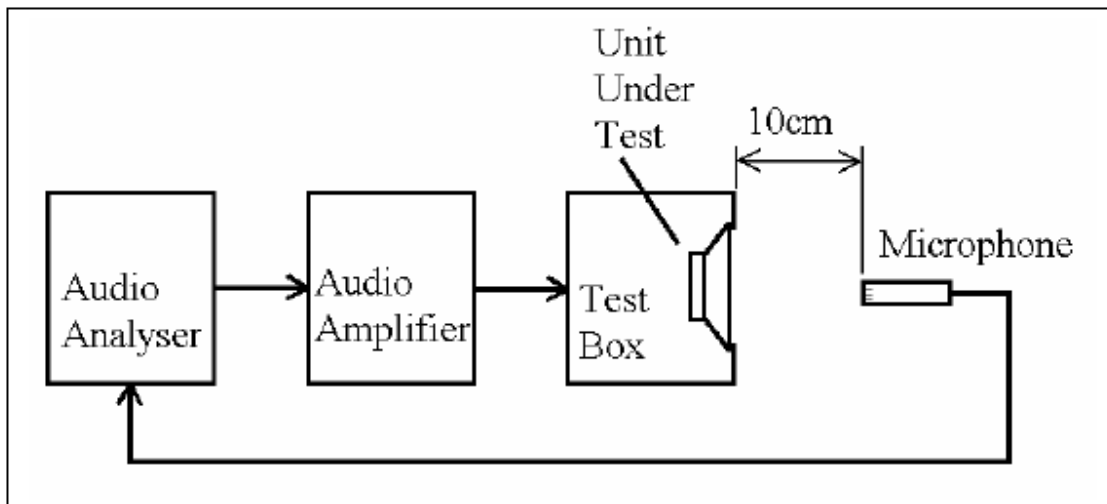 Unit
Under
Test
10cm
Microphone
Audio
Analyser
Audio
Amplifier
Test
Box